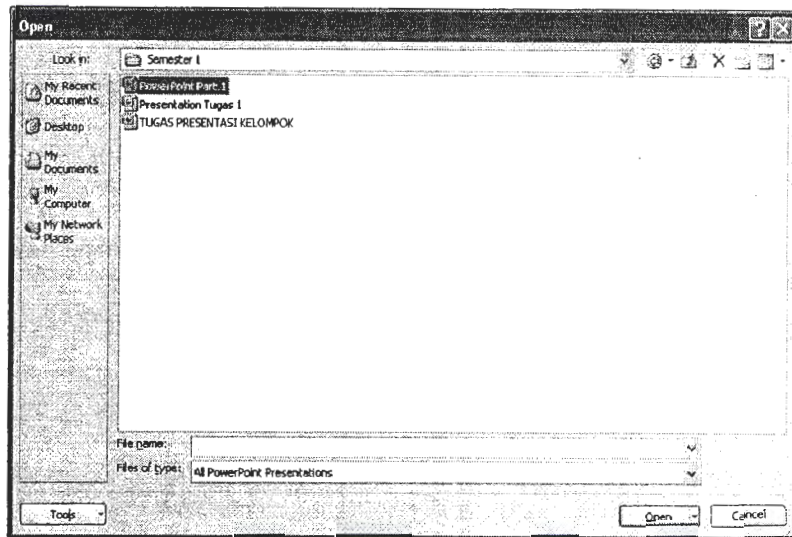 Open
Look in:
Semester 1
My Recent
Documents
Desktop
My
Documents
My
Computer
My Network
Places
PowerPoint Part.1
Presentation Tugas 1
TUGAS PRESENTASI KELOMPOK
File name:
Files of type:
All PowerPoint Presentations
Tools
Open
Cancel